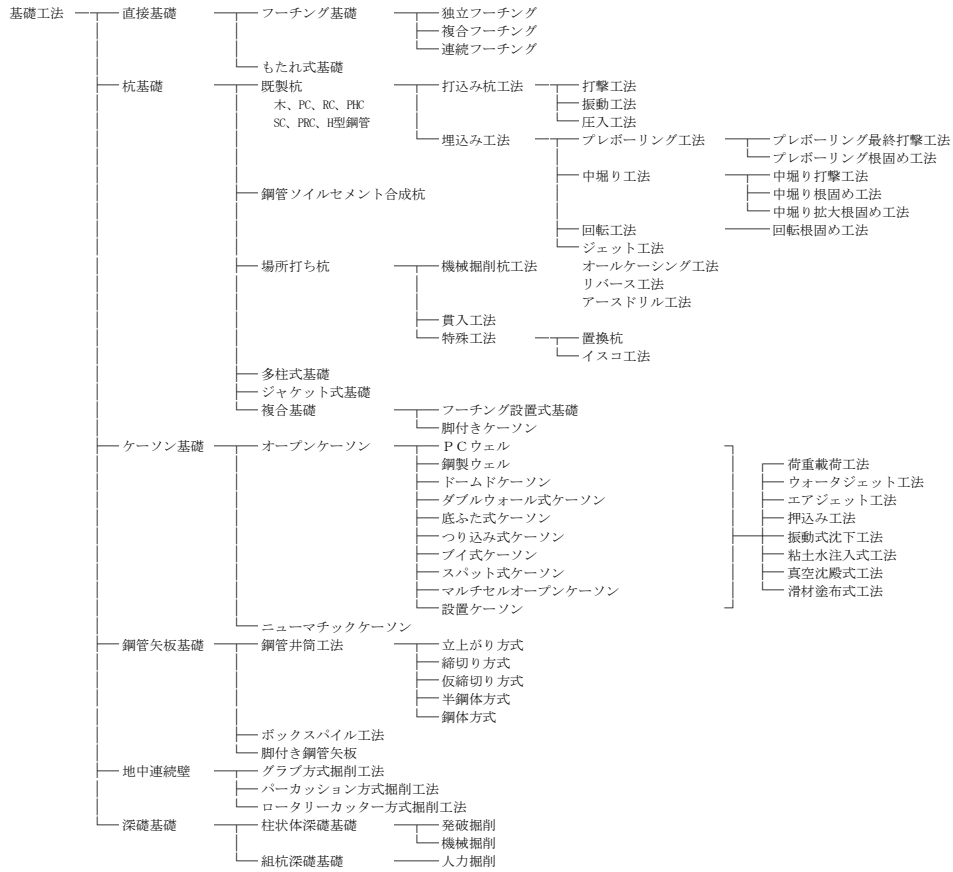 基礎工法 直接基礎 フーチング基礎 独立フーチング
複合フーチング
連続フーチング
もたれ式基礎
杭基礎 既製杭 打込み杭工法 打撃工法
木、PC、RC、PHC 振動工法
SC、PRC、H型鋼管 圧入工法
埋込み工法 プレボーリング工法 プレボーリング最終打撃工法
プレボーリング根固め工法
中堀り工法 中堀り打撃工法
鋼管ソイルセメント合成杭 中堀り根固め工法
中堀り拡大根固め工法
回転工法 回転根固め工法
ジェット工法
場所打ち杭 機械掘削杭工法 オールケーシング工法
リバース工法
アースドリル工法
貫入工法
特殊工法 置換杭
イスコ工法
多柱式基礎
ジャケット式基礎
複合基礎 フーチング設置式基礎
脚付きケーソン
ケーソン基礎 オープンケーソン ＰＣウェル
鋼製ウェル 荷重載荷工法
ドームドケーソン ウォータジェット工法
ダブルウォール式ケーソン エアジェット工法
底ふた式ケーソン 押込み工法
つり込み式ケーソン 振動式沈下工法
ブイ式ケーソン 粘土水注入式工法
スパット式ケーソン 真空沈殿式工法
マルチセルオープンケーソン 滑材塗布式工法
設置ケーソン
ニューマチックケーソン
鋼管矢板基礎 鋼管井筒工法 立上がり方式
締切り方式
仮締切り方式
半鋼体方式
鋼体方式
ボックスパイル工法
脚付き鋼管矢板
地中連続壁 グラブ方式掘削工法
パーカッション方式掘削工法
ロータリーカッター方式掘削工法
深礎基礎 柱状体深礎基礎 発破掘削
機械掘削
組杭深礎基礎 人力掘削